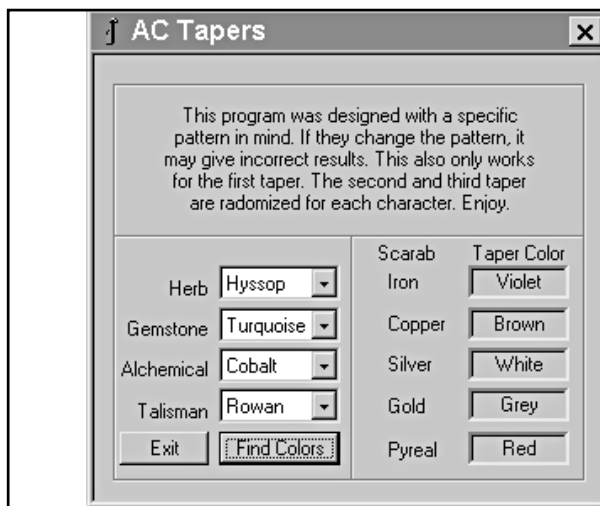 AC Tapers
This program was designed with a specific
pattern in mind. If they change the pattern, it
may give incorrect results. This also only works
for the first taper. The second and third taper
are radomized for each character. Enjoy.
Herb Hyssop
Gemstone Turquoise
Alchemical Cobalt
Talisman Rowan
Exit Find Colors
Scarab Taper Color
Iron Violet
Copper Brown
Silver White
Gold Grey
Pyreal Red